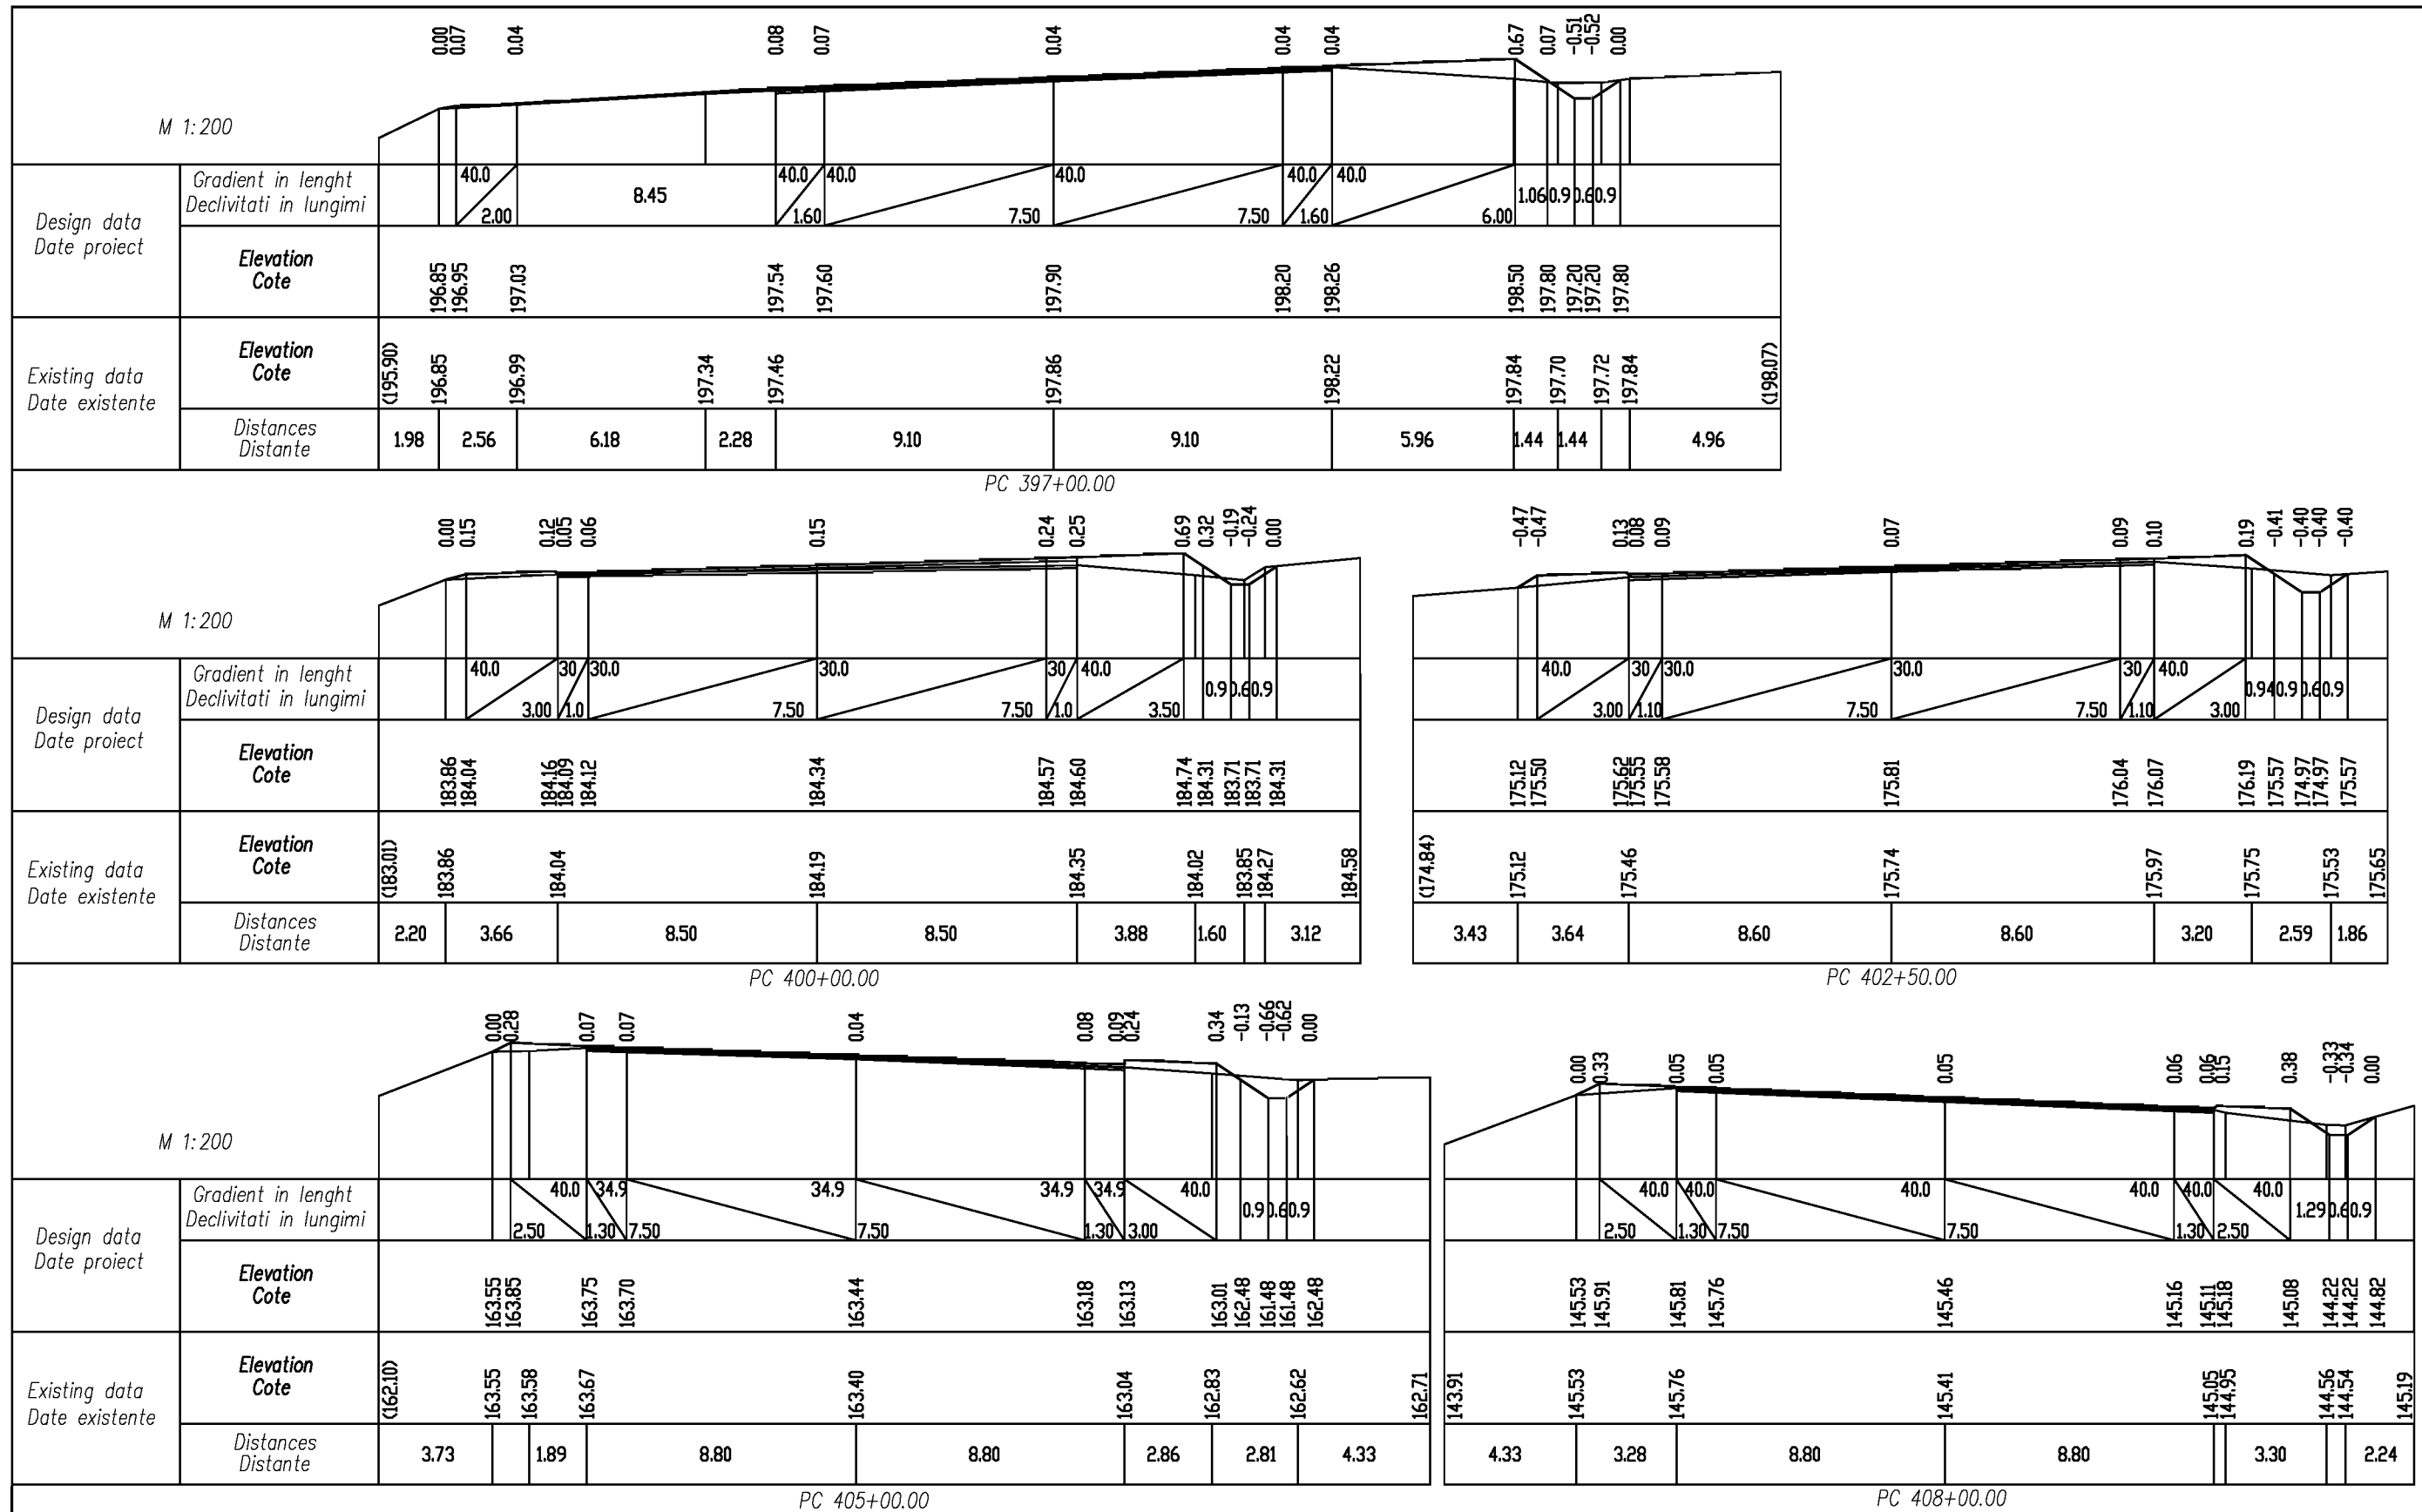 0.00 0.07 0.04 0.08 0.07 0.04 0.04 0.04 0.67 0.07 -0.51 -0.52 0.00
M 1:200
Design data
Date proiect
Gradient in lenght
Declivitati in lungimi
40.0 40.0 40.0 40.0 40.0 40.0
2.00 8.45 1.60 7.50 7.50 1.60 6.00 1.06 0.9 0.6 0.9
Elevation
Cote
196.85 196.95 197.03 197.54 197.60 197.90 198.20 198.26 198.50 197.80 197.20 197.20 197.80
Existing data
Date existente
Elevation
Cote
(195.90) 196.85 196.99 197.34 197.46 197.86 198.22 197.84 197.70 197.72 197.84 (198.07)
Distances
Distante
1.98 2.56 6.18 2.28 9.10 9.10 5.96 1.44 1.44 4.96
PC 397+00.00
0.00 0.15 0.12 0.05 0.06 0.15 0.24 0.25 0.69 0.32 -0.19 -0.24 0.00
M 1:200
Design data
Date proiect
Gradient in lenght
Declivitati in lungimi
40.0 30 30.0 30.0 30 40.0
3.00 1.0 7.50 7.50 1.0 3.50 0.9 0.6 0.9
Elevation
Cote
183.86 184.04 184.16 184.09 184.12 184.34 184.57 184.60 184.74 184.31 183.71 183.71 184.31
Existing data
Date existente
Elevation
Cote
(183.01) 183.86 184.04 184.19 184.35 184.02 183.85 184.27 184.58
Distances
Distante
2.20 3.66 8.50 8.50 3.88 1.60 3.12
PC 400+00.00
-0.47 -0.47 0.13 0.08 0.09 0.07 0.09 0.10 0.19 -0.41 -0.40 -0.40 -0.40
40.0 30 30.0 30.0 30 40.0
3.00 1.10 7.50 7.50 1.10 3.00 0.94 0.9 0.6 0.9
175.12 175.50 175.62 175.55 175.58 175.81 176.04 176.07 176.19 175.57 174.97 174.97 175.57
(174.84) 175.12 175.46 175.74 175.97 175.75 175.53 175.65
3.43 3.64 8.60 8.60 3.20 2.59 1.86
PC 402+50.00
0.00 0.28 0.07 0.07 0.04 0.08 0.09 0.24 0.34 -0.13 -0.66 -0.62 0.00
M 1:200
Design data
Date proiect
Gradient in lenght
Declivitati in lungimi
40.0 34.9 34.9 34.9 34.9 40.0
2.50 1.30 7.50 7.50 1.30 3.00 0.9 0.6 0.9
Elevation
Cote
163.55 163.85 163.75 163.70 163.44 163.18 163.13 163.01 162.48 161.48 161.48 162.48
Existing data
Date existente
Elevation
Cote
(162.10) 163.55 163.58 163.67 163.40 163.04 162.83 162.62 162.71
Distances
Distante
3.73 1.89 8.80 8.80 2.86 2.81 4.33
PC 405+00.00
0.00 0.33 0.05 0.05 0.05 0.06 0.06 0.15 0.38 -0.33 -0.34 0.00
40.0 40.0 40.0 40.0 40.0 40.0
2.50 1.30 7.50 7.50 1.30 2.50 1.29 0.6 0.9
145.53 145.91 145.81 145.76 145.46 145.16 145.11 145.18 145.08 144.22 144.22 144.82
143.91 145.53 145.76 145.41 145.05 144.95 144.56 144.54 145.19
4.33 3.28 8.80 8.80 3.30 2.24
PC 408+00.00